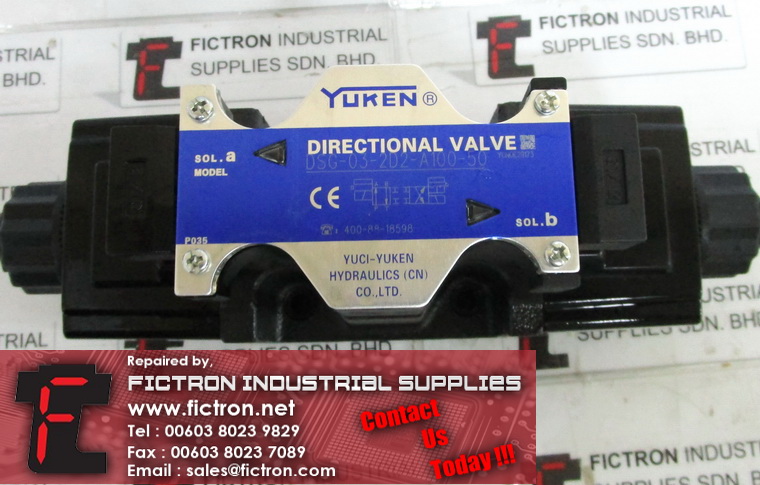 FICTRON INDUSTRIAL
SUPPLIES SDN. BHD.
FICTRON INDUSTRIAL
SUPPLIES SDN. BHD.
TRIAL
BHD.
YUKEN ®
DIRECTIONAL VALVE
DSG-03-2D2-A100-50
SOL.a
MODEL
CE
SOL.b
☎: 400-88-18598
P035
YUCI-YUKEN
HYDRAULICS (CN)
CO.,LTD.
INDUSTRIAL
SUPPLIES SDN. BHD
FICTRON INDUSTRIAL
Repaired by,
FICTRON INDUSTRIAL SUPPLIES
www.fictron.net
Tel : 00603 8023 9829
Fax : 00603 8023 7089
Email : sales@fictron.com
Contact
Us
Today !!!